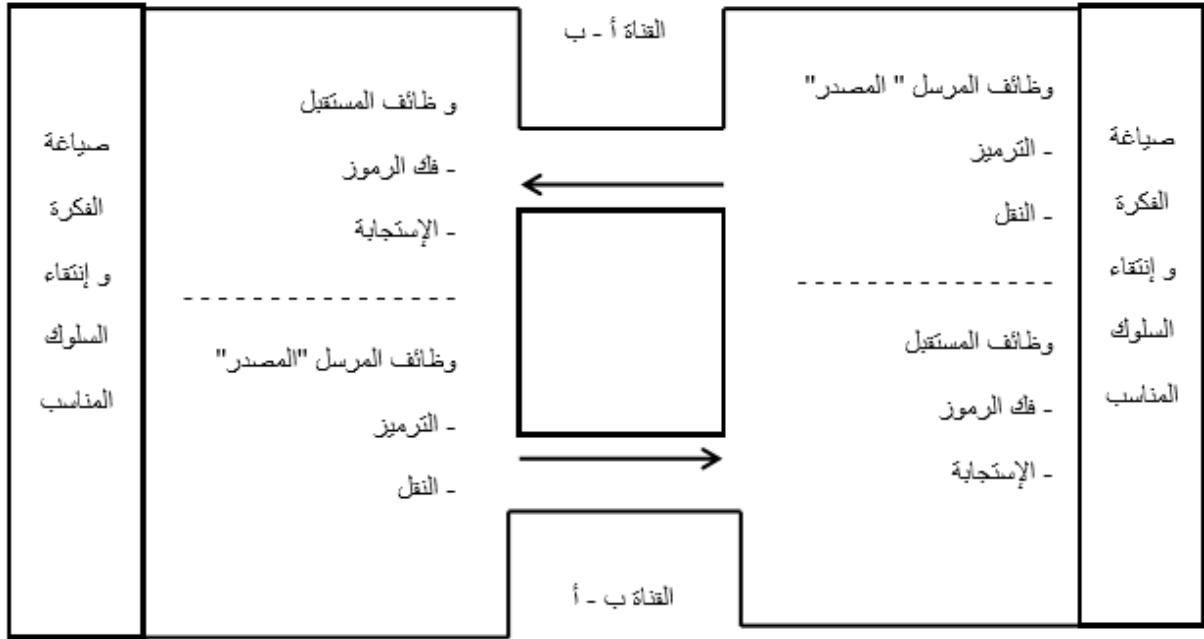 صياغة
الفكرة
و إنتقاء
السلوك
المناسب
وظائف المرسل " المصدر"
- الترميز
- النقل
- - - - - - - - - - - - - - - -
وظائف المستقبل
- فك الرموز
- الإستجابة
القناة أ - ب
القناة ب - أ
و ظائف المستقبل
- فك الرموز
- الإستجابة
- - - - - - - - - - - - - - - - -
وظائف المرسل "المصدر"
- الترميز
- النقل
صياغة
الفكرة
و إنتقاء
السلوك
المناسب